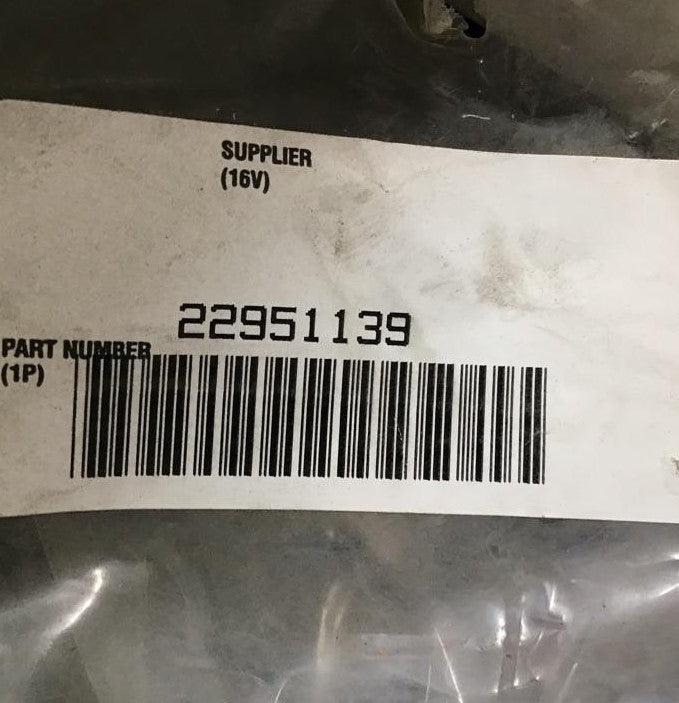 SUPPLIER
(16V)
22951139
PART NUMBER
(1P)